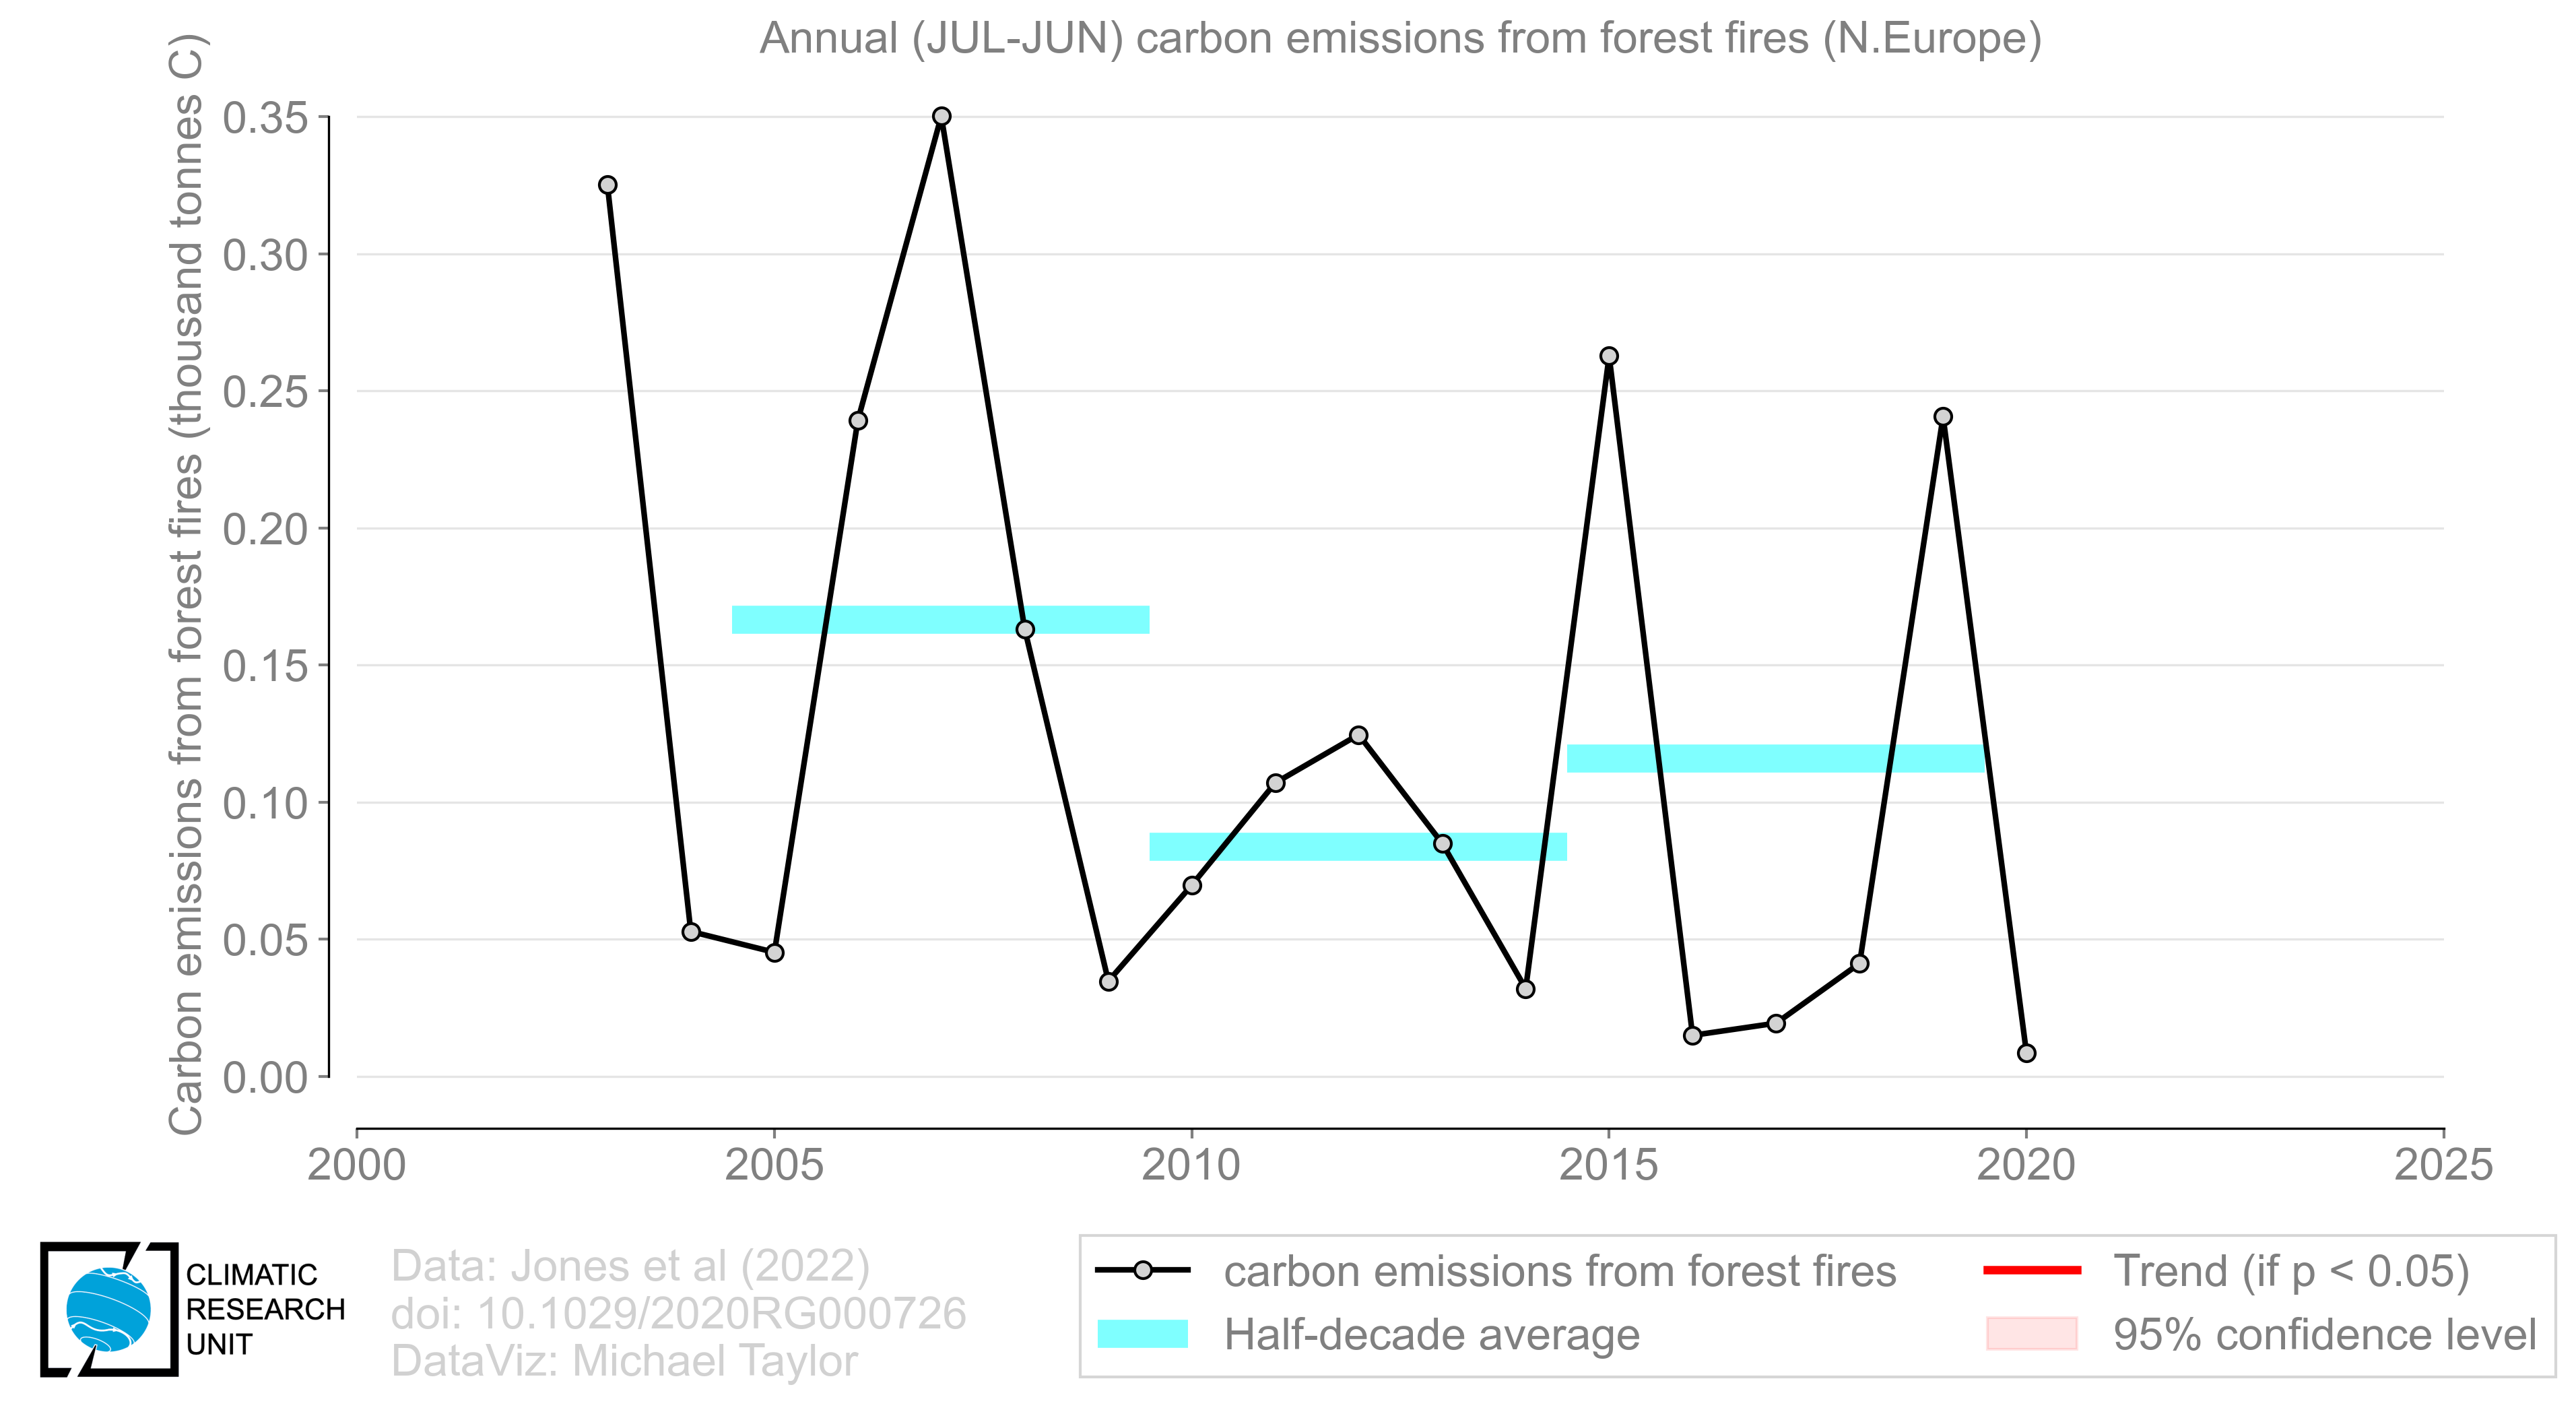 Annual (JUL-JUN) carbon emissions from forest fires (N.Europe)
Carbon emissions from forest fires (thousand tonnes C)
0.35
0.30
0.25
0.20
0.15
0.10
0.05
0.00
2000
2005
2010
2015
2020
2025
CLIMATIC
RESEARCH
UNIT
Data: Jones et al (2022)
doi: 10.1029/2020RG000726
DataViz: Michael Taylor
carbon emissions from forest fires
Half-decade average
Trend (if p < 0.05)
95% confidence level